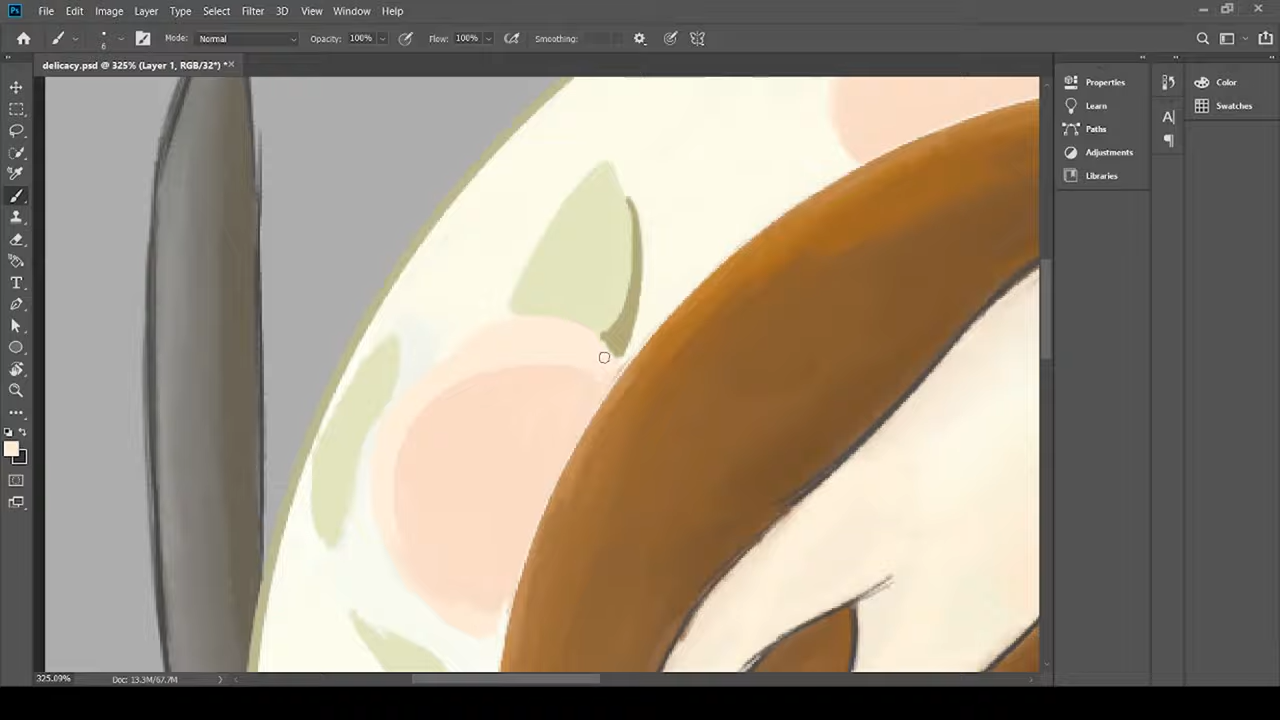 Ps File Edit Image Layer Type Select Filter 3D View Window Help
6 Mode: Normal Opacity: 100% Flow: 100% Smoothing:
delicacy.psd @ 325% (Layer 1, RGB/32*) *
Properties
Learn
Paths
Adjustments
Libraries
Color
Swatches
325.09% Doc: 13.3M/67.7M